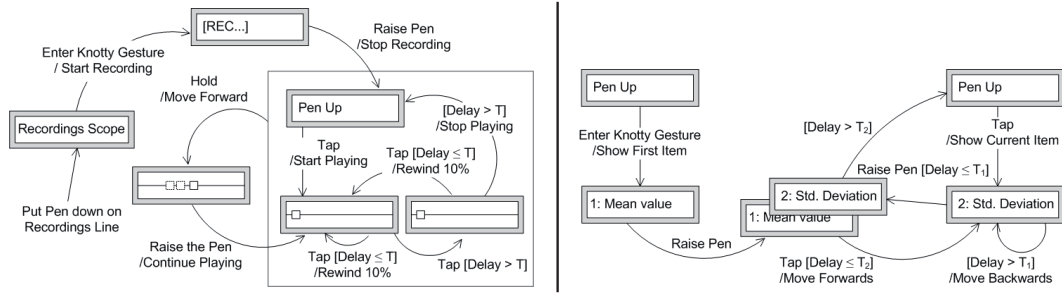 [REC...]
Raise Pen
/Stop Recording
Enter Knotty Gesture
/ Start Recording
Hold
/Move Forward
Recordings Scope
Put Pen down on
Recordings Line
Pen Up
[Delay > T]
/Stop Playing
Tap
/Start Playing
Tap [Delay ≤ T]
/Rewind 10%
Raise the Pen
/Continue Playing
Tap [Delay ≤ T]
/Rewind 10%
Tap [Delay > T]
Pen Up
Enter Knotty Gesture
/Show First Item
1: Mean value
Raise Pen
2: Std. Deviation
1: Mean value
[Delay > T₂]
Pen Up
Tap
/Show Current Item
Raise Pen [Delay ≤ T₁]
2: Std. Deviation
Tap [Delay ≤ T₂]
/Move Forwards
[Delay > T₁]
/Move Backwards